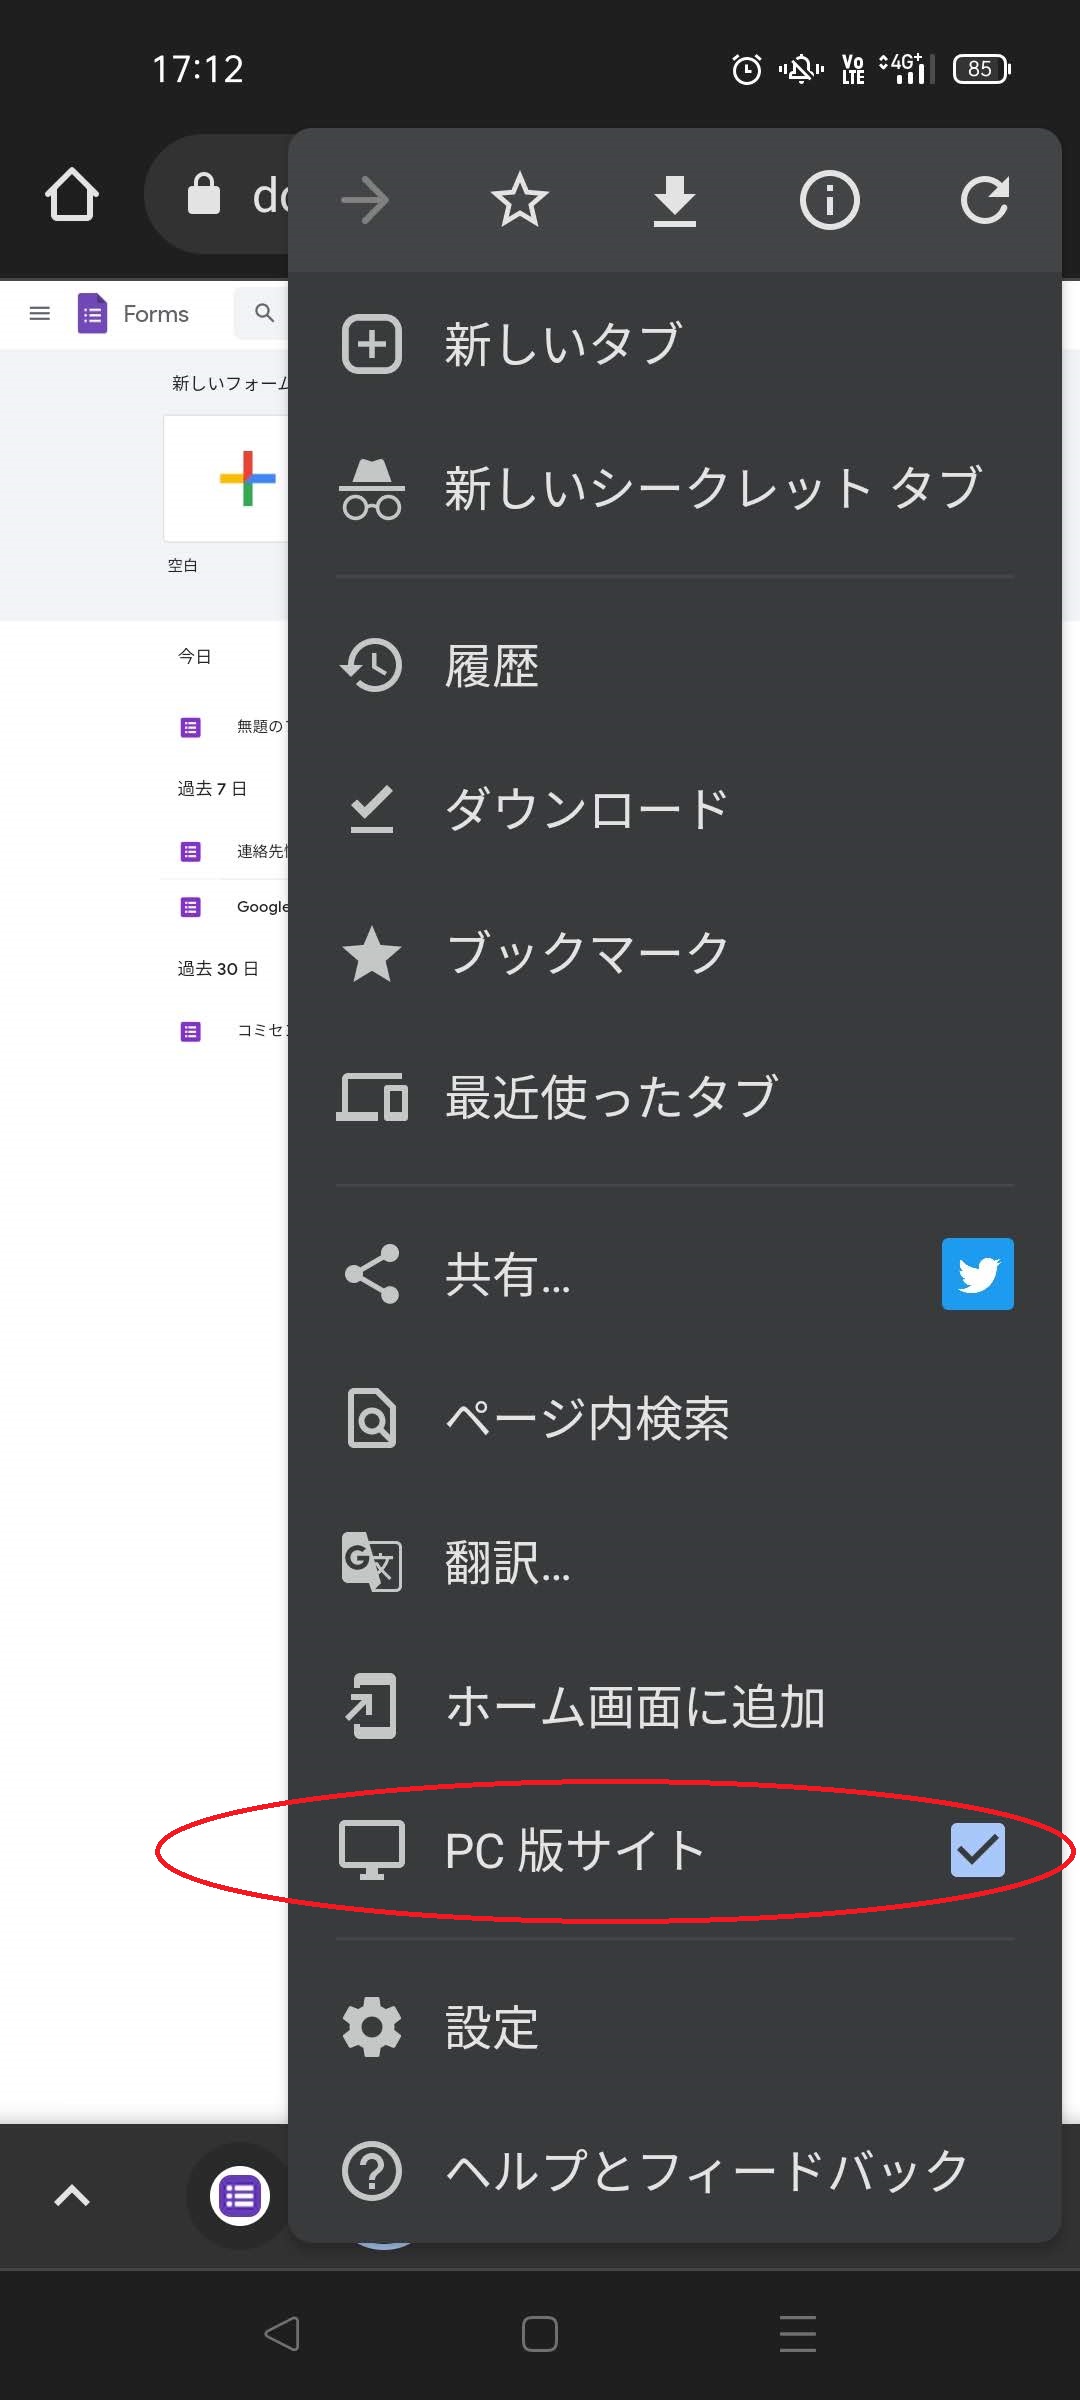 17:12
Vo
LTE
4G+
85
dc
Forms
新しいフォーム
空白
今日
無題の
過去 7 日
連絡先
Google
過去 30 日
コミセ
新しいタブ
新しいシークレット タブ
履歴
ダウンロード
ブックマーク
最近使ったタブ
共有...
ページ内検索
G文
翻訳...
ホーム画面に追加
PC 版サイト
設定
ヘルプとフィードバック